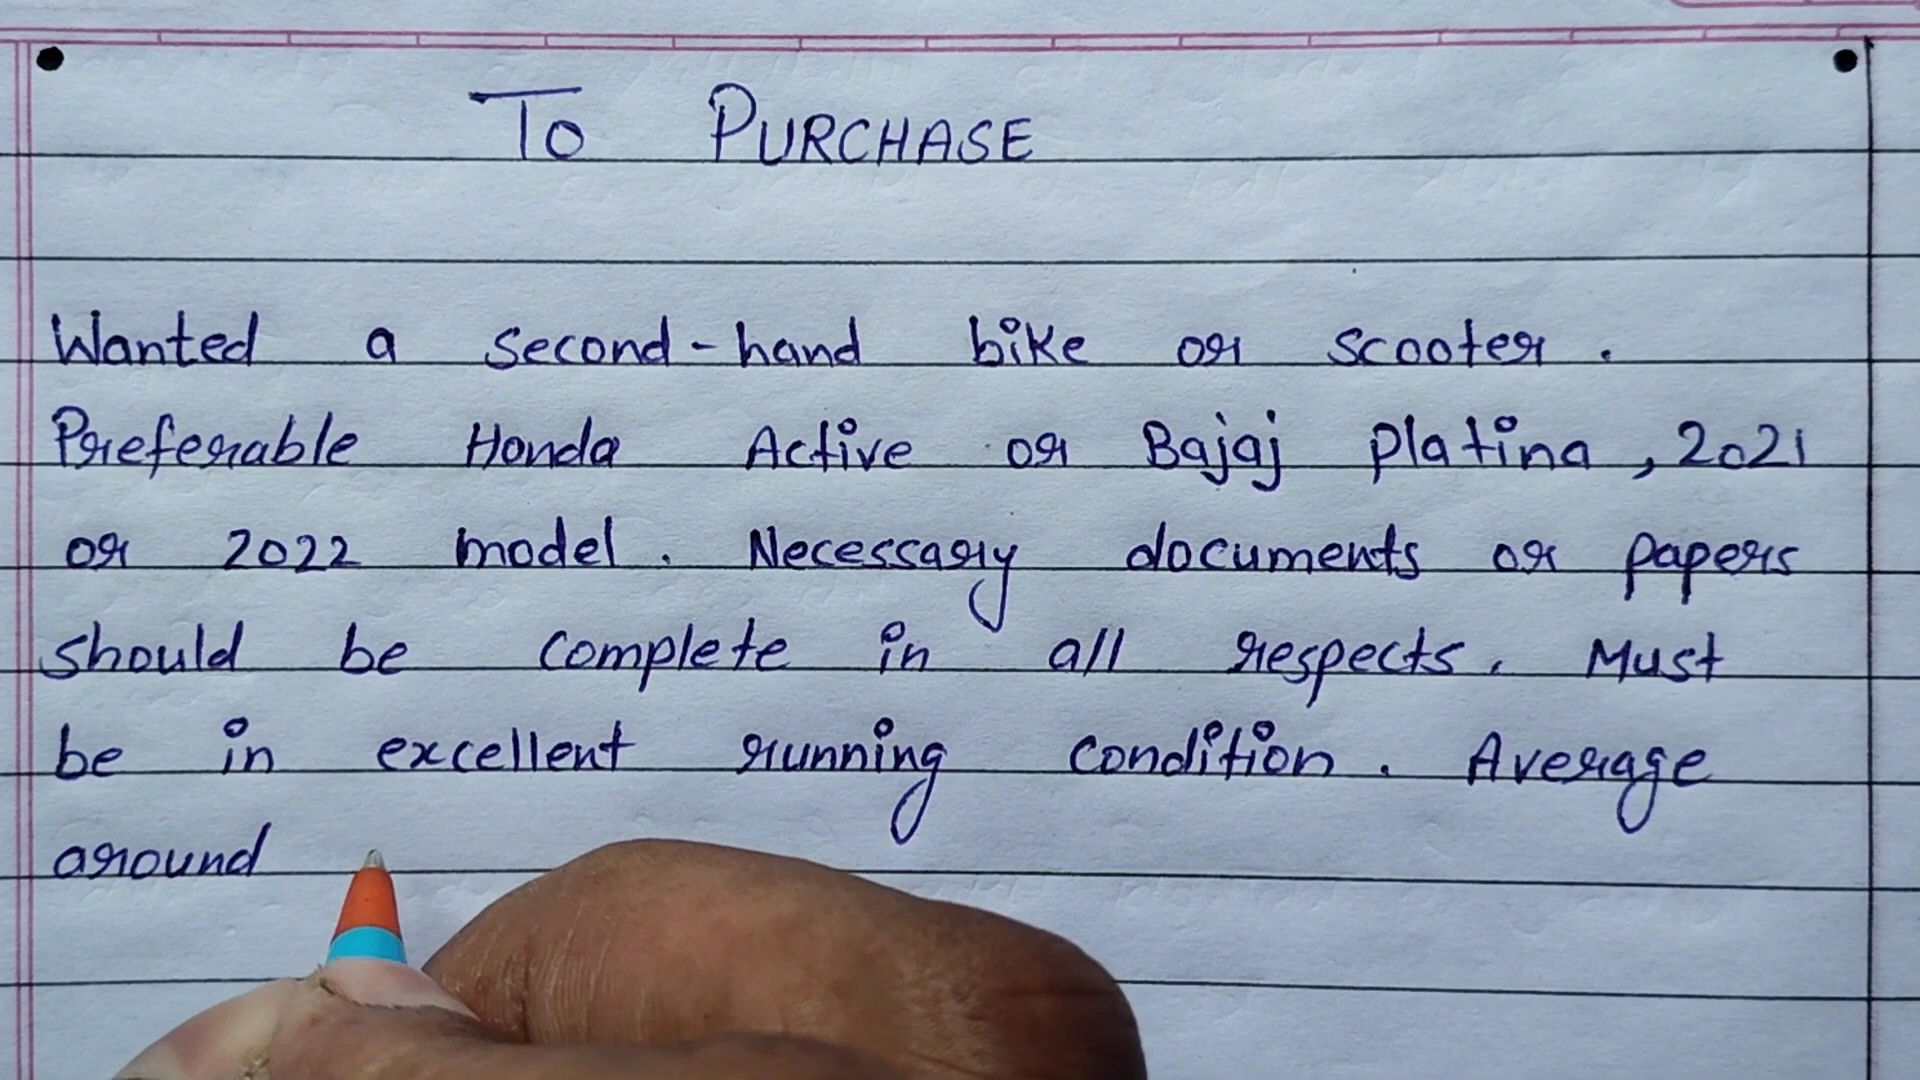 To PURCHASE
Wanted a second-hand bike or scooter.
Preferable Honda Active or Bajaj Platina, 2021
or 2022 model. Necessary documents or papers
should be complete in all respects. Must
be in excellent running condition. Average
around